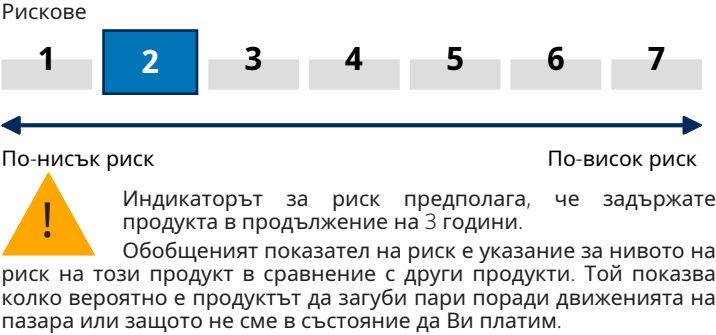 Рискове
1 2 3 4 5 6 7
По-нисък риск По-висок риск
! Индикаторът за риск предполага, че задържате
продукта в продължение на 3 години.
Обобщеният показател на риск е указание за нивото на
риск на този продукт в сравнение с други продукти. Той показва
колко вероятно е продуктът да загуби пари поради движенията на
пазара или защото не сме в състояние да Ви платим.